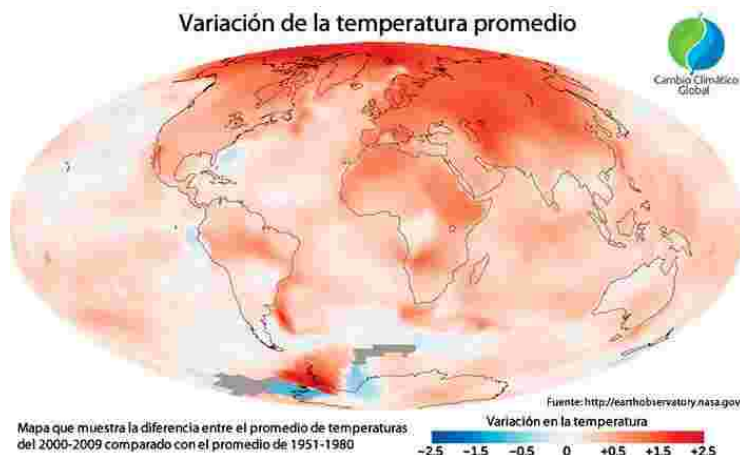 Variación de la temperatura promedio
Cambio Climático
Global
Fuente: http://earthobservatory.nasa.gov
Mapa que muestra la diferencia entre el promedio de temperaturas
del 2000-2009 comparado con el promedio de 1951-1980
Variación en la temperatura
−2.5 −1.5 −0.5 0 +0.5 +1.5 +2.5